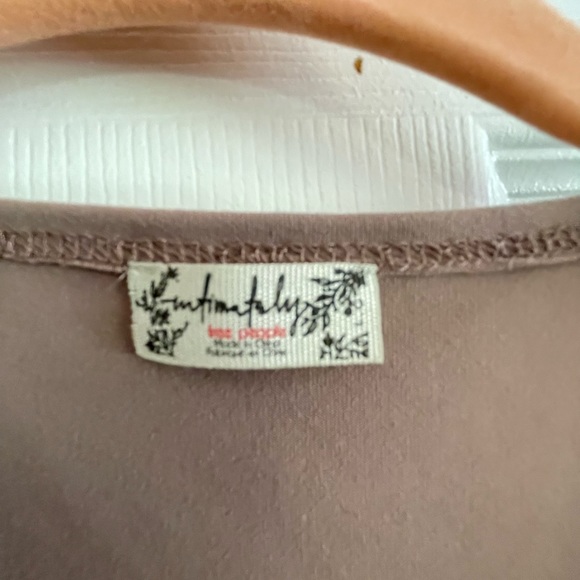 intimately
free people
Made in China
Fabriqué en Chine